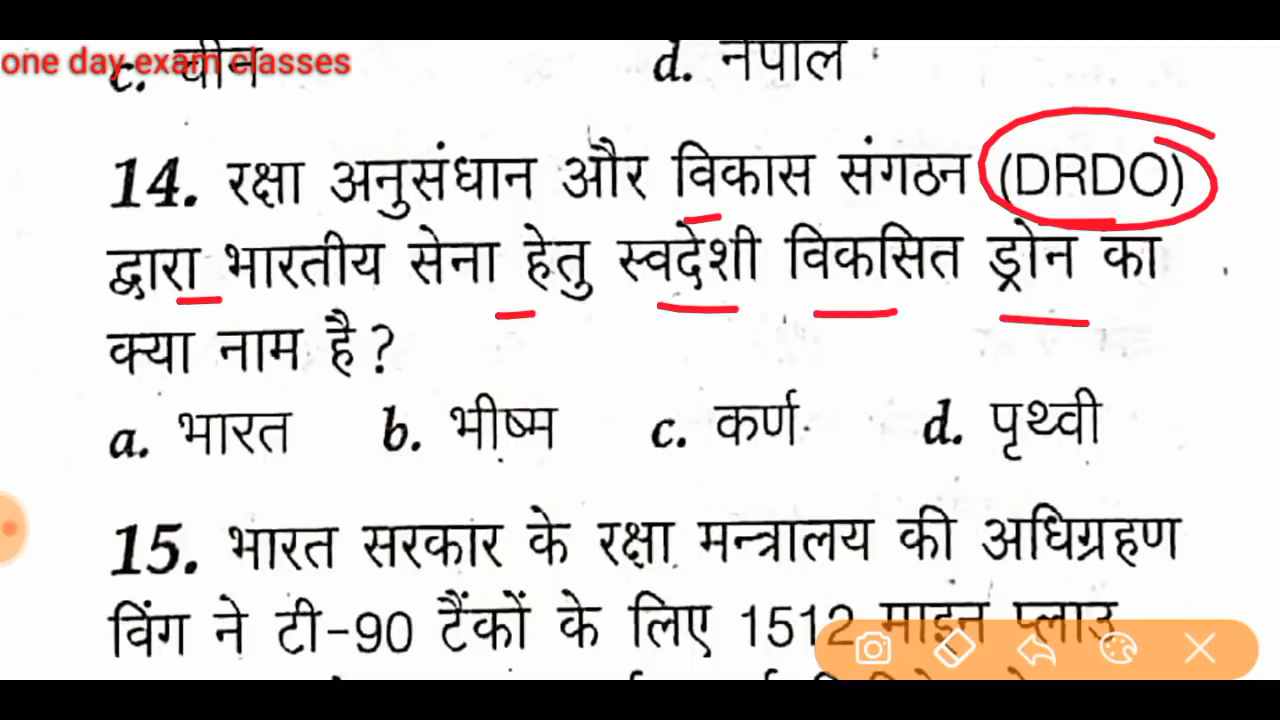 one day exam classes
c. चीन d. नेपाल
14. रक्षा अनुसंधान और विकास संगठन (DRDO)
द्वारा भारतीय सेना हेतु स्वदेशी विकसित ड्रोन का
क्या नाम है?
a. भारत b. भीष्म c. कर्ण d. पृथ्वी
15. भारत सरकार के रक्षा मन्त्रालय की अधिग्रहण
विंग ने टी-90 टैंकों के लिए 1512 माइन प्लाउ